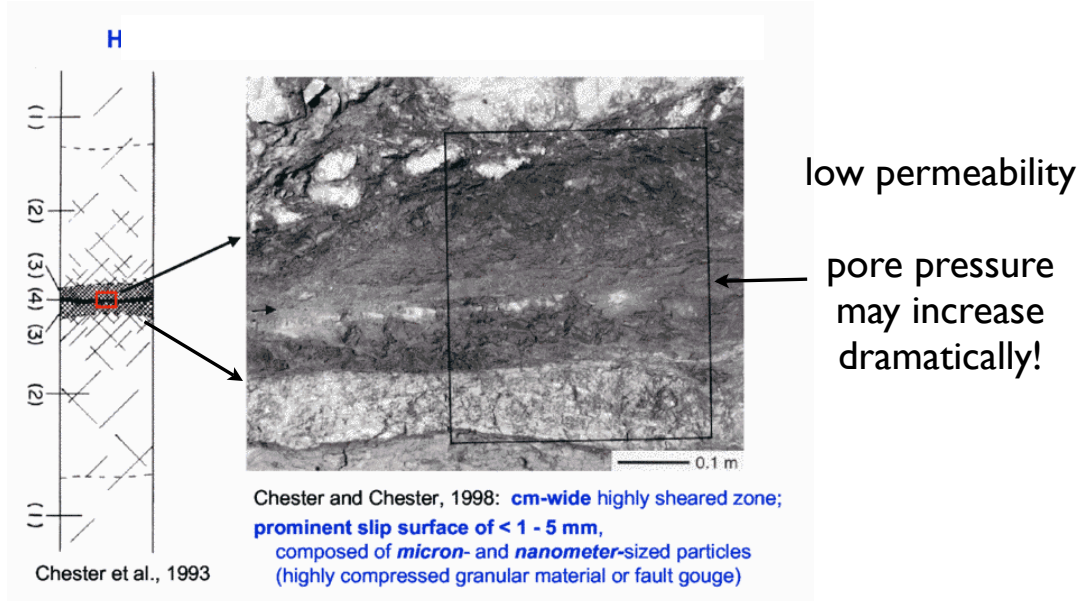 H
(1)
(2)
(3)
(4)
(3)
(2)
(1)
Chester et al., 1993
0.1 m
Chester and Chester, 1998: cm-wide highly sheared zone;
prominent slip surface of < 1 - 5 mm,
composed of micron- and nanometer-sized particles
(highly compressed granular material or fault gouge)
low permeability
pore pressure
may increase
dramatically!